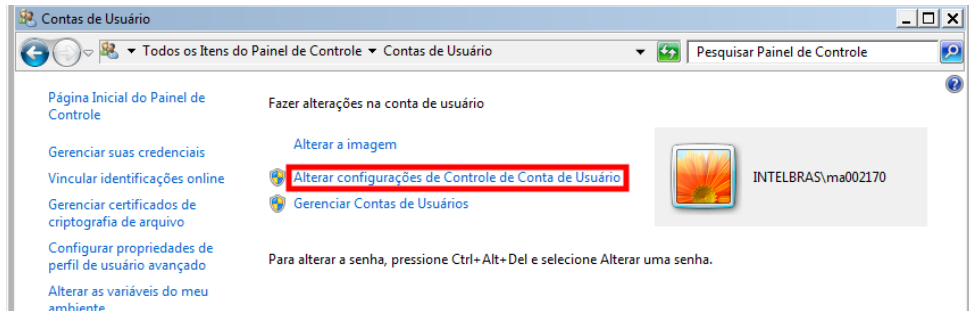 Contas de Usuário
Todos os Itens do Painel de Controle Contas de Usuário
Pesquisar Painel de Controle
Página Inicial do Painel de
Controle
Gerenciar suas credenciais
Vincular identificações online
Gerenciar certificados de
criptografia de arquivo
Configurar propriedades de
perfil de usuário avançado
Alterar as variáveis do meu
ambiente
Fazer alterações na conta de usuário
Alterar a imagem
Alterar configurações de Controle de Conta de Usuário
Gerenciar Contas de Usuários
Para alterar a senha, pressione Ctrl+Alt+Del e selecione Alterar uma senha.
INTELBRAS\ma002170